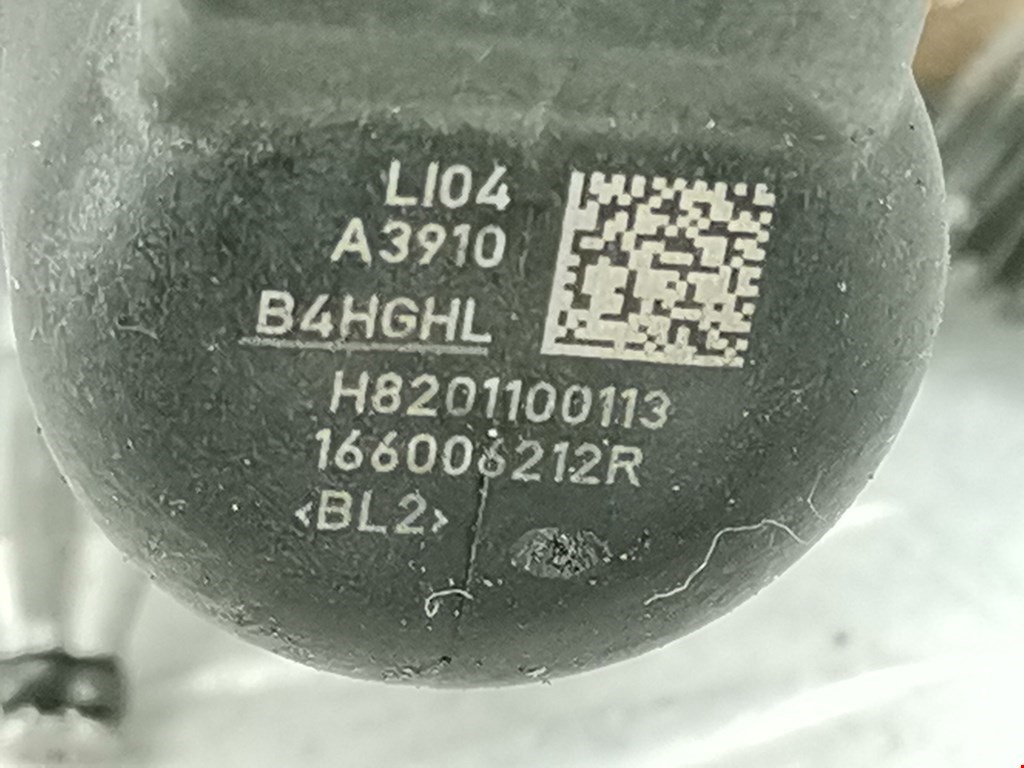 LI04
A3910
B4HGHL
H8201100113
166006212R
<BL2>